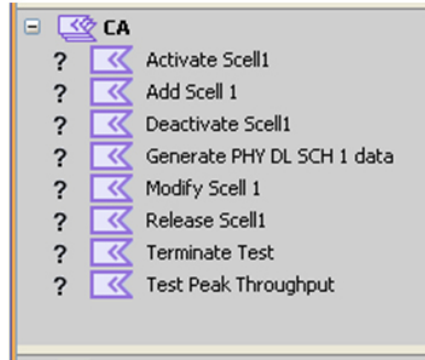 CA
? Activate Scell1
? Add Scell 1
? Deactivate Scell1
? Generate PHY DL SCH 1 data
? Modify Scell 1
? Release Scell1
? Terminate Test
? Test Peak Throughput